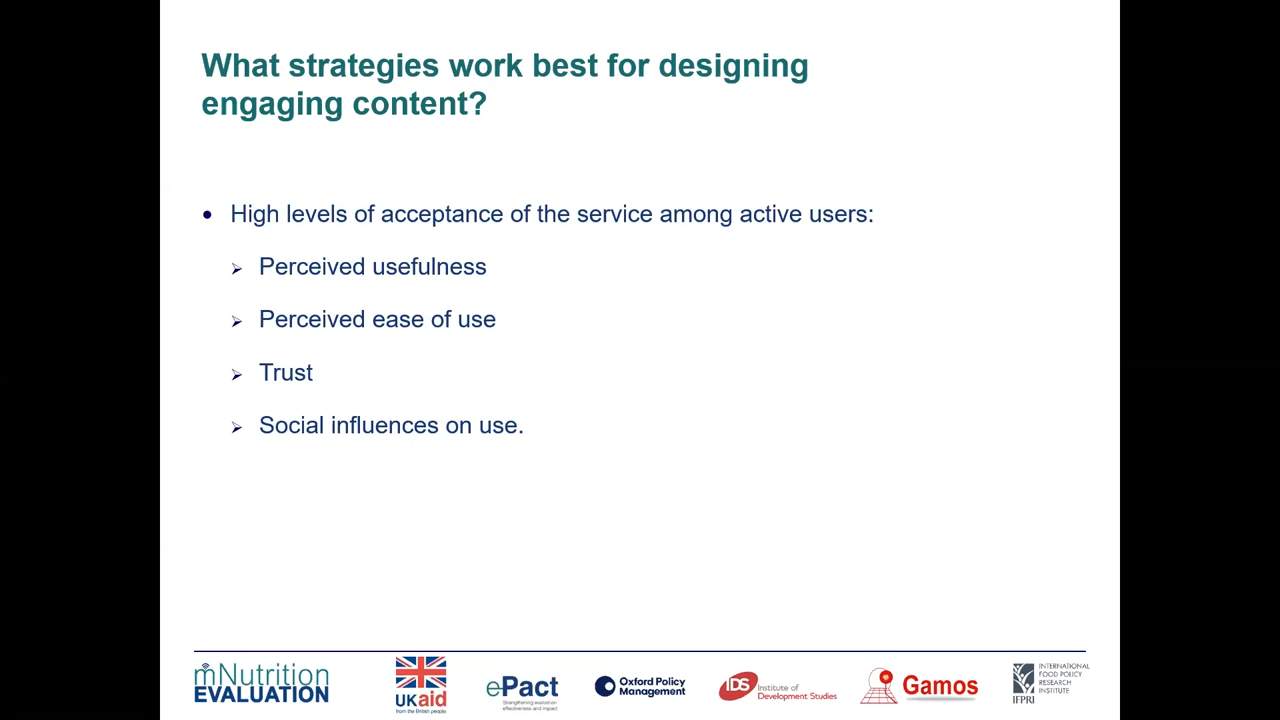 What strategies work best for designing
engaging content?
High levels of acceptance of the service among active users:
Perceived usefulness
Perceived ease of use
Trust
Social influences on use.
mNutrition
EVALUATION
UKaid
from the British people
ePact
Strengthening evaluation
effectiveness and impact
Oxford Policy
Management
IDS
Institute of
Development Studies
Gamos
IFPRI
INTERNATIONAL
FOOD POLICY
RESEARCH
INSTITUTE